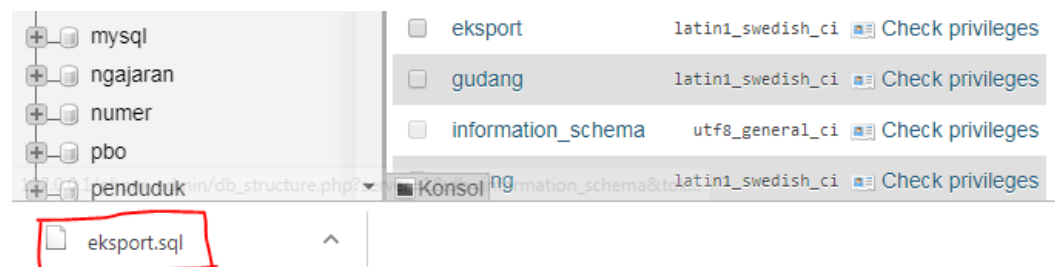 mysql
ngajaran
numer
pbo
penduduk
eksport latin1_swedish_ci Check privileges
gudang latin1_swedish_ci Check privileges
information_schema utf8_general_ci Check privileges
ng latin1_swedish_ci Check privileges
Konsol
eksport.sql